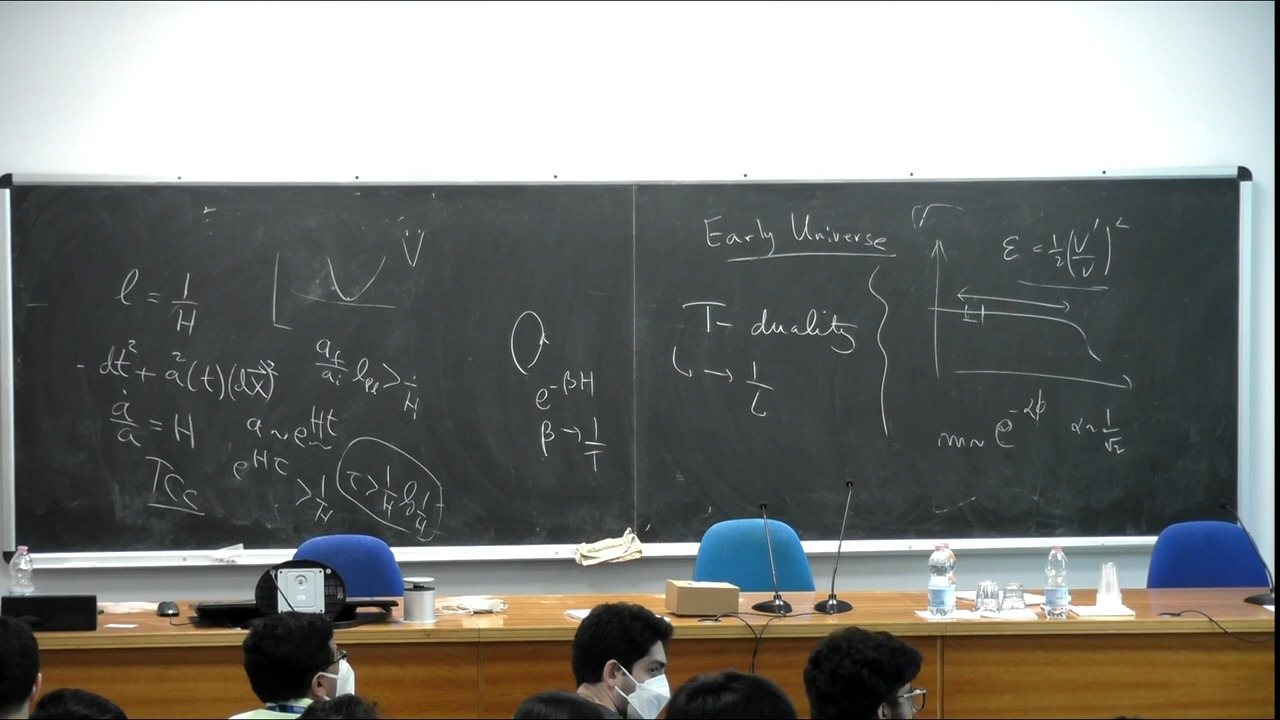 V
l = 1/H
- dt² + a²(t)(dx⃗)²
a_f/a_i l_pl > 1/H
ȧ/a = H
a ~ e^{Ht}
e^{Hτ} > 1/H
τ > 1/H lg 1/H
TCC
e^{-βH}
β → 1/T
Early Universe
T- duality
L → 1/L
ε = 1/2 (V'/V)²
m ~ e^{-αφ}
α ~ 1/√2